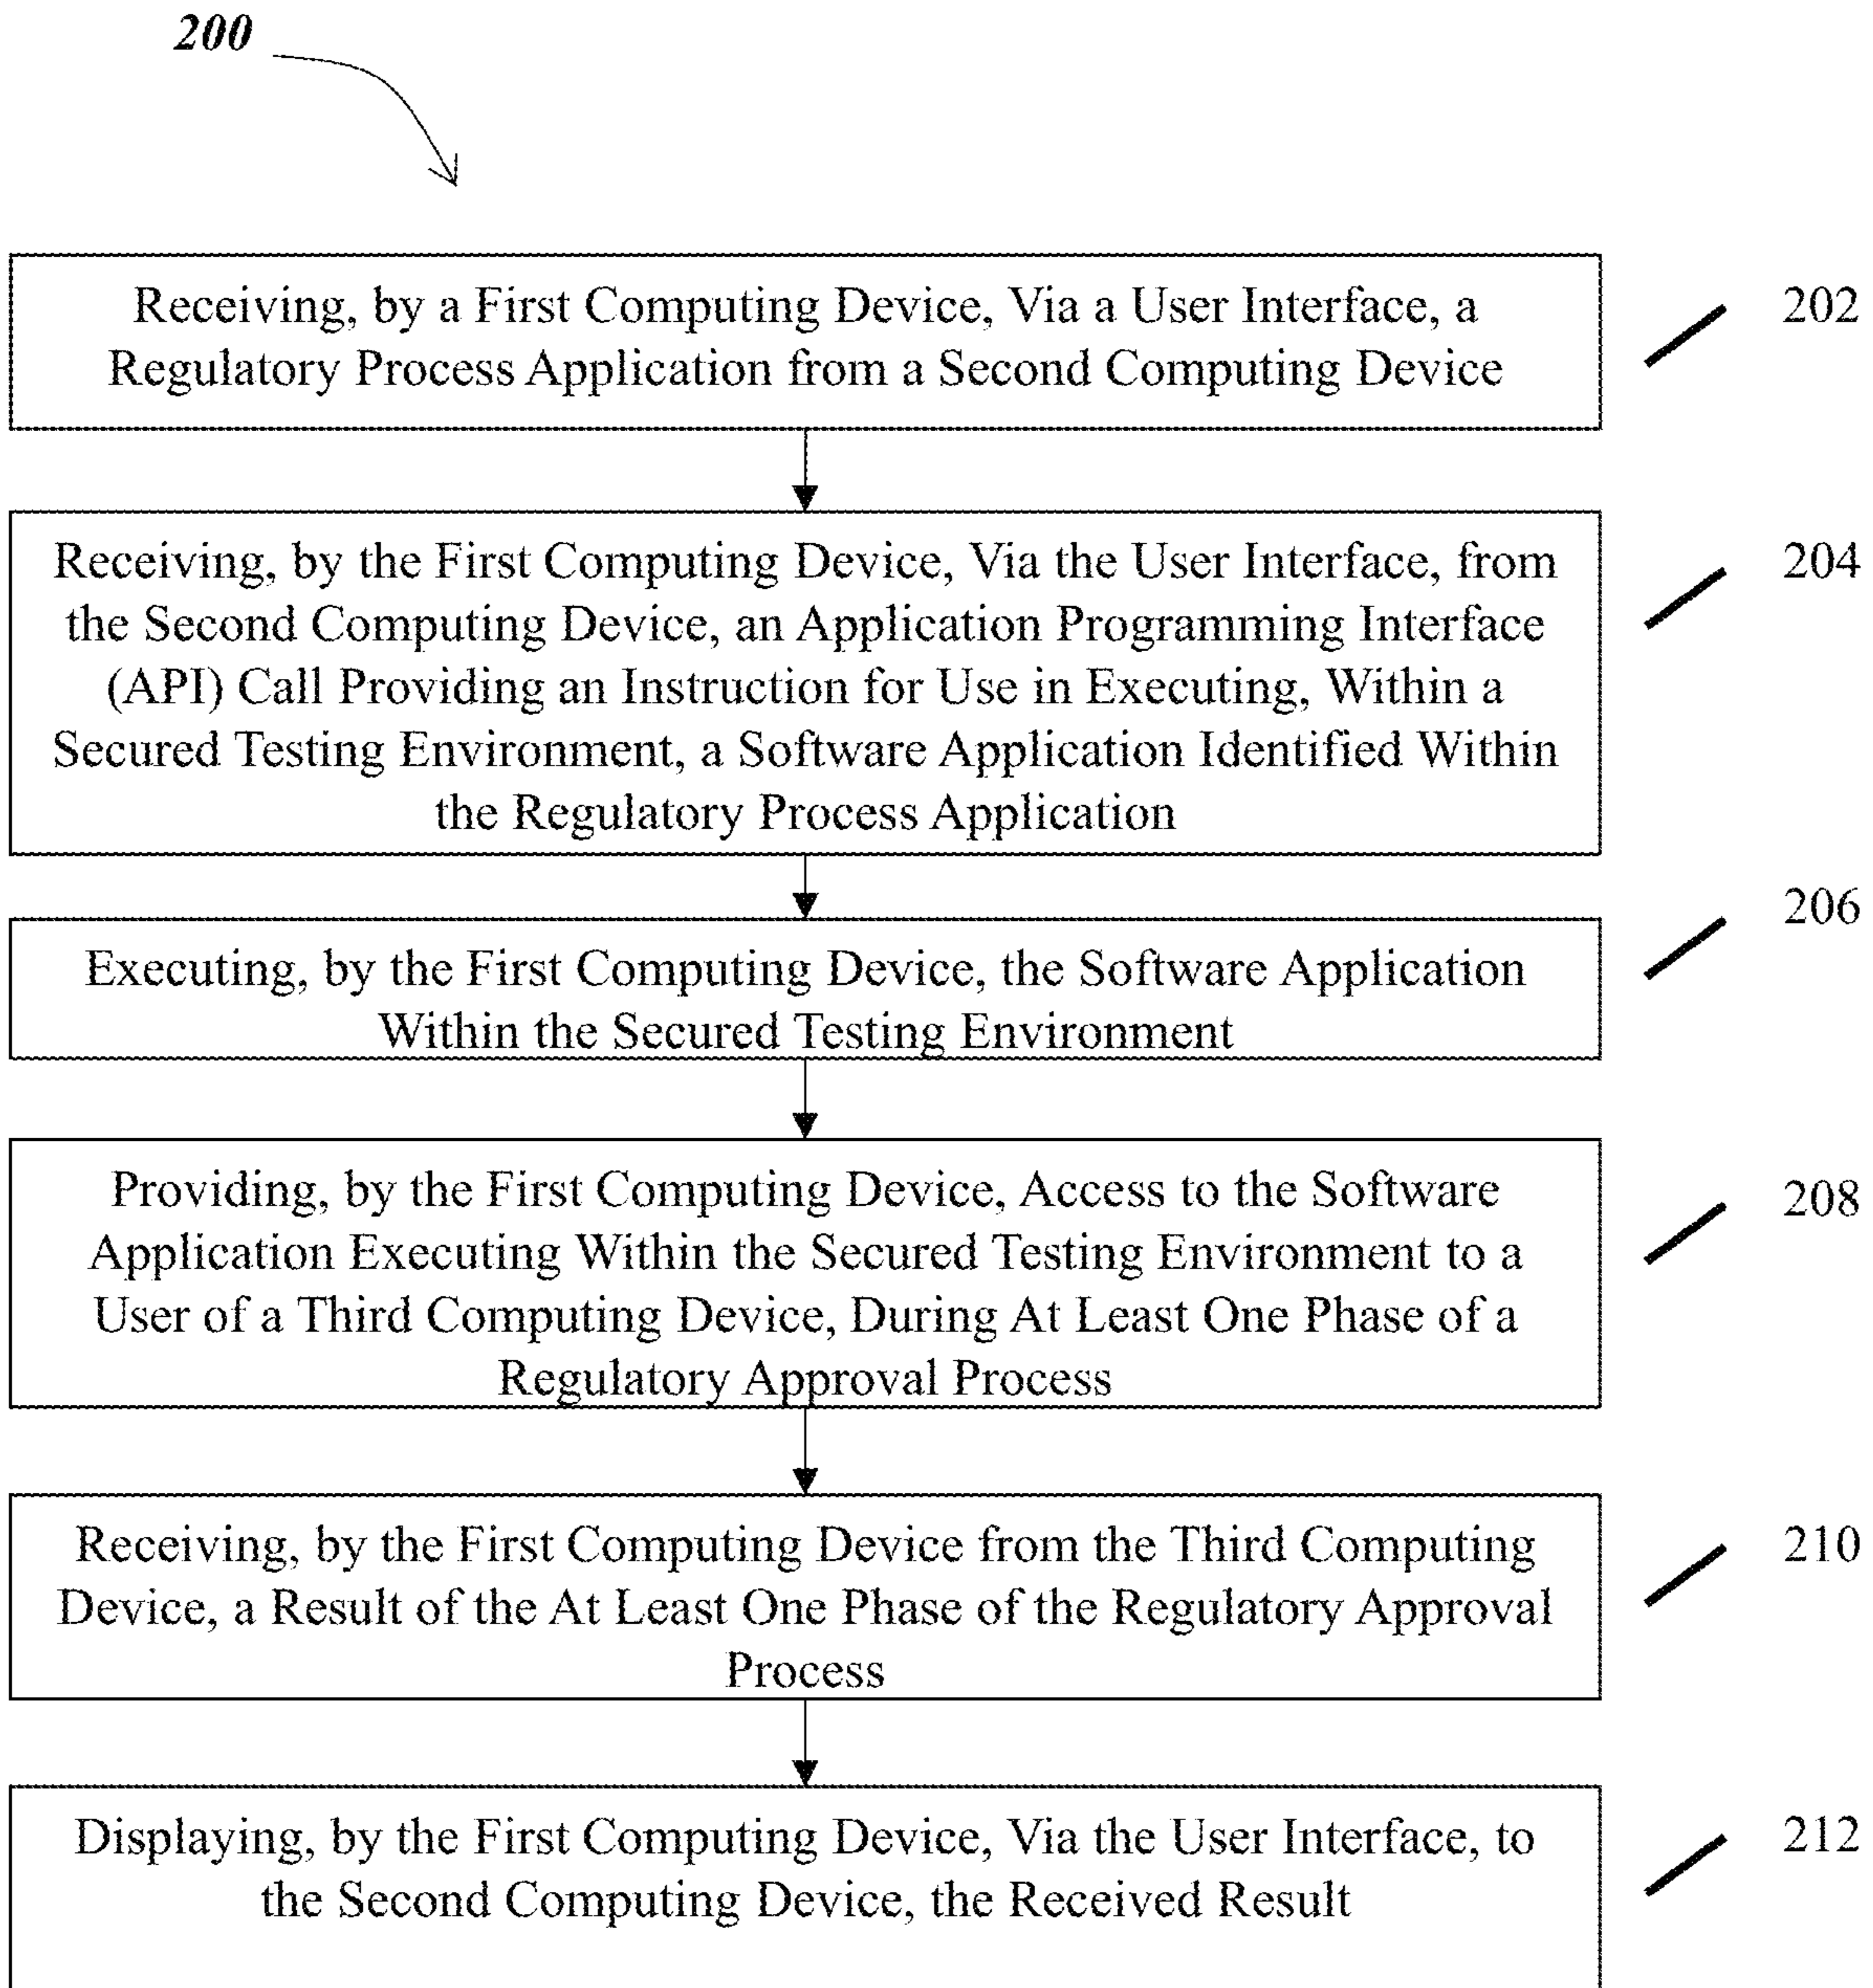 200
Receiving, by a First Computing Device, Via a User Interface, a
Regulatory Process Application from a Second Computing Device
202
Receiving, by the First Computing Device, Via the User Interface, from
the Second Computing Device, an Application Programming Interface
(API) Call Providing an Instruction for Use in Executing, Within a
Secured Testing Environment, a Software Application Identified Within
the Regulatory Process Application
204
Executing, by the First Computing Device, the Software Application
Within the Secured Testing Environment
206
Providing, by the First Computing Device, Access to the Software
Application Executing Within the Secured Testing Environment to a
User of a Third Computing Device, During At Least One Phase of a
Regulatory Approval Process
208
Receiving, by the First Computing Device from the Third Computing
Device, a Result of the At Least One Phase of the Regulatory Approval
Process
210
Displaying, by the First Computing Device, Via the User Interface, to
the Second Computing Device, the Received Result
212